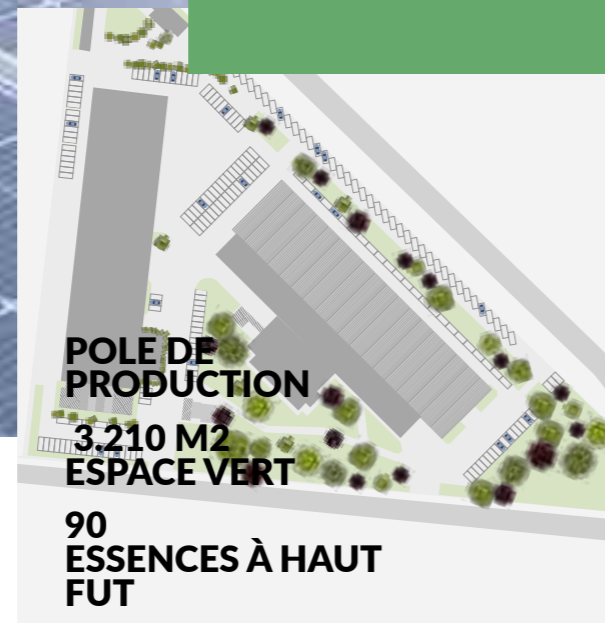 POLE DE
PRODUCTION
3.210 M2
ESPACE VERT
90
ESSENCES À HAUT
FUT